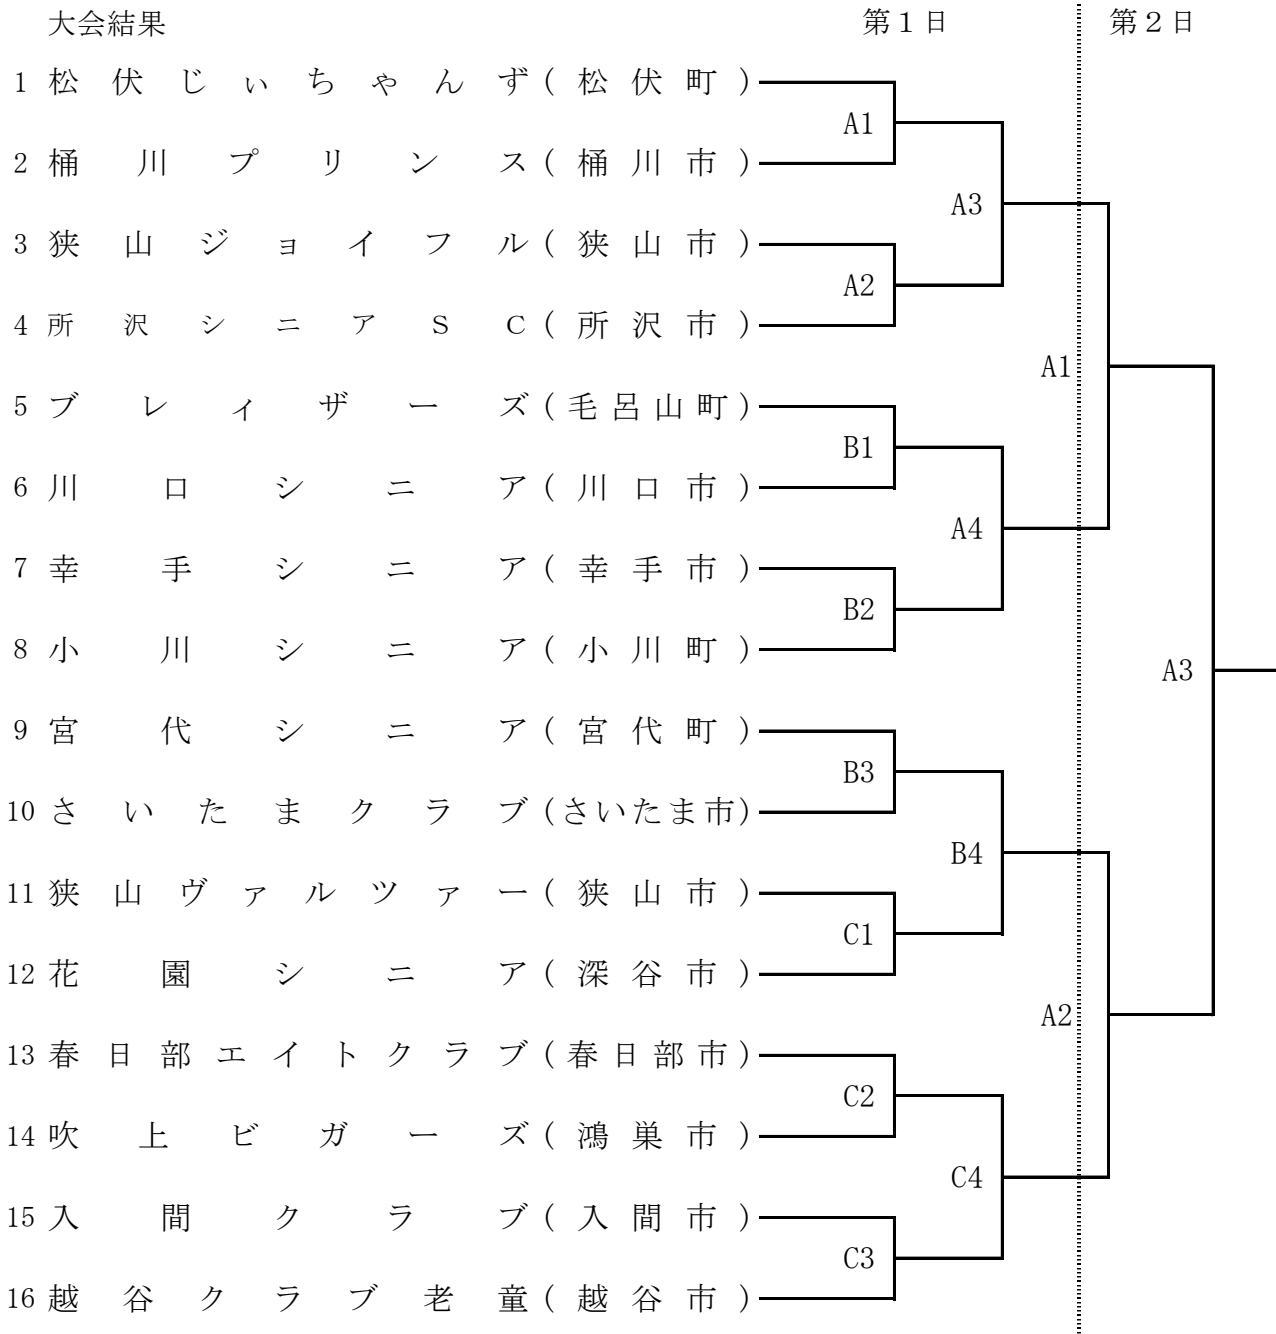 大会結果 第１日 第２日
1 松伏じぃちゃんず(松伏町)
A1
2 桶川プリンス(桶川市)
A3
3 狭山ジョイフル(狭山市)
A2
4 所沢シニアＳＣ(所沢市)
A1
5 ブレィザーズ(毛呂山町)
B1
6 川口シニア(川口市)
A4
7 幸手シニア(幸手市)
B2
8 小川シニア(小川町)
A3
9 宮代シニア(宮代町)
B3
10 さいたまクラブ(さいたま市)
B4
11 狭山ヴァルツァー(狭山市)
C1
12 花園シニア(深谷市)
A2
13 春日部エイトクラブ(春日部市)
C2
14 吹上ビガーズ(鴻巣市)
C4
15 入間クラブ(入間市)
C3
16 越谷クラブ老童(越谷市)